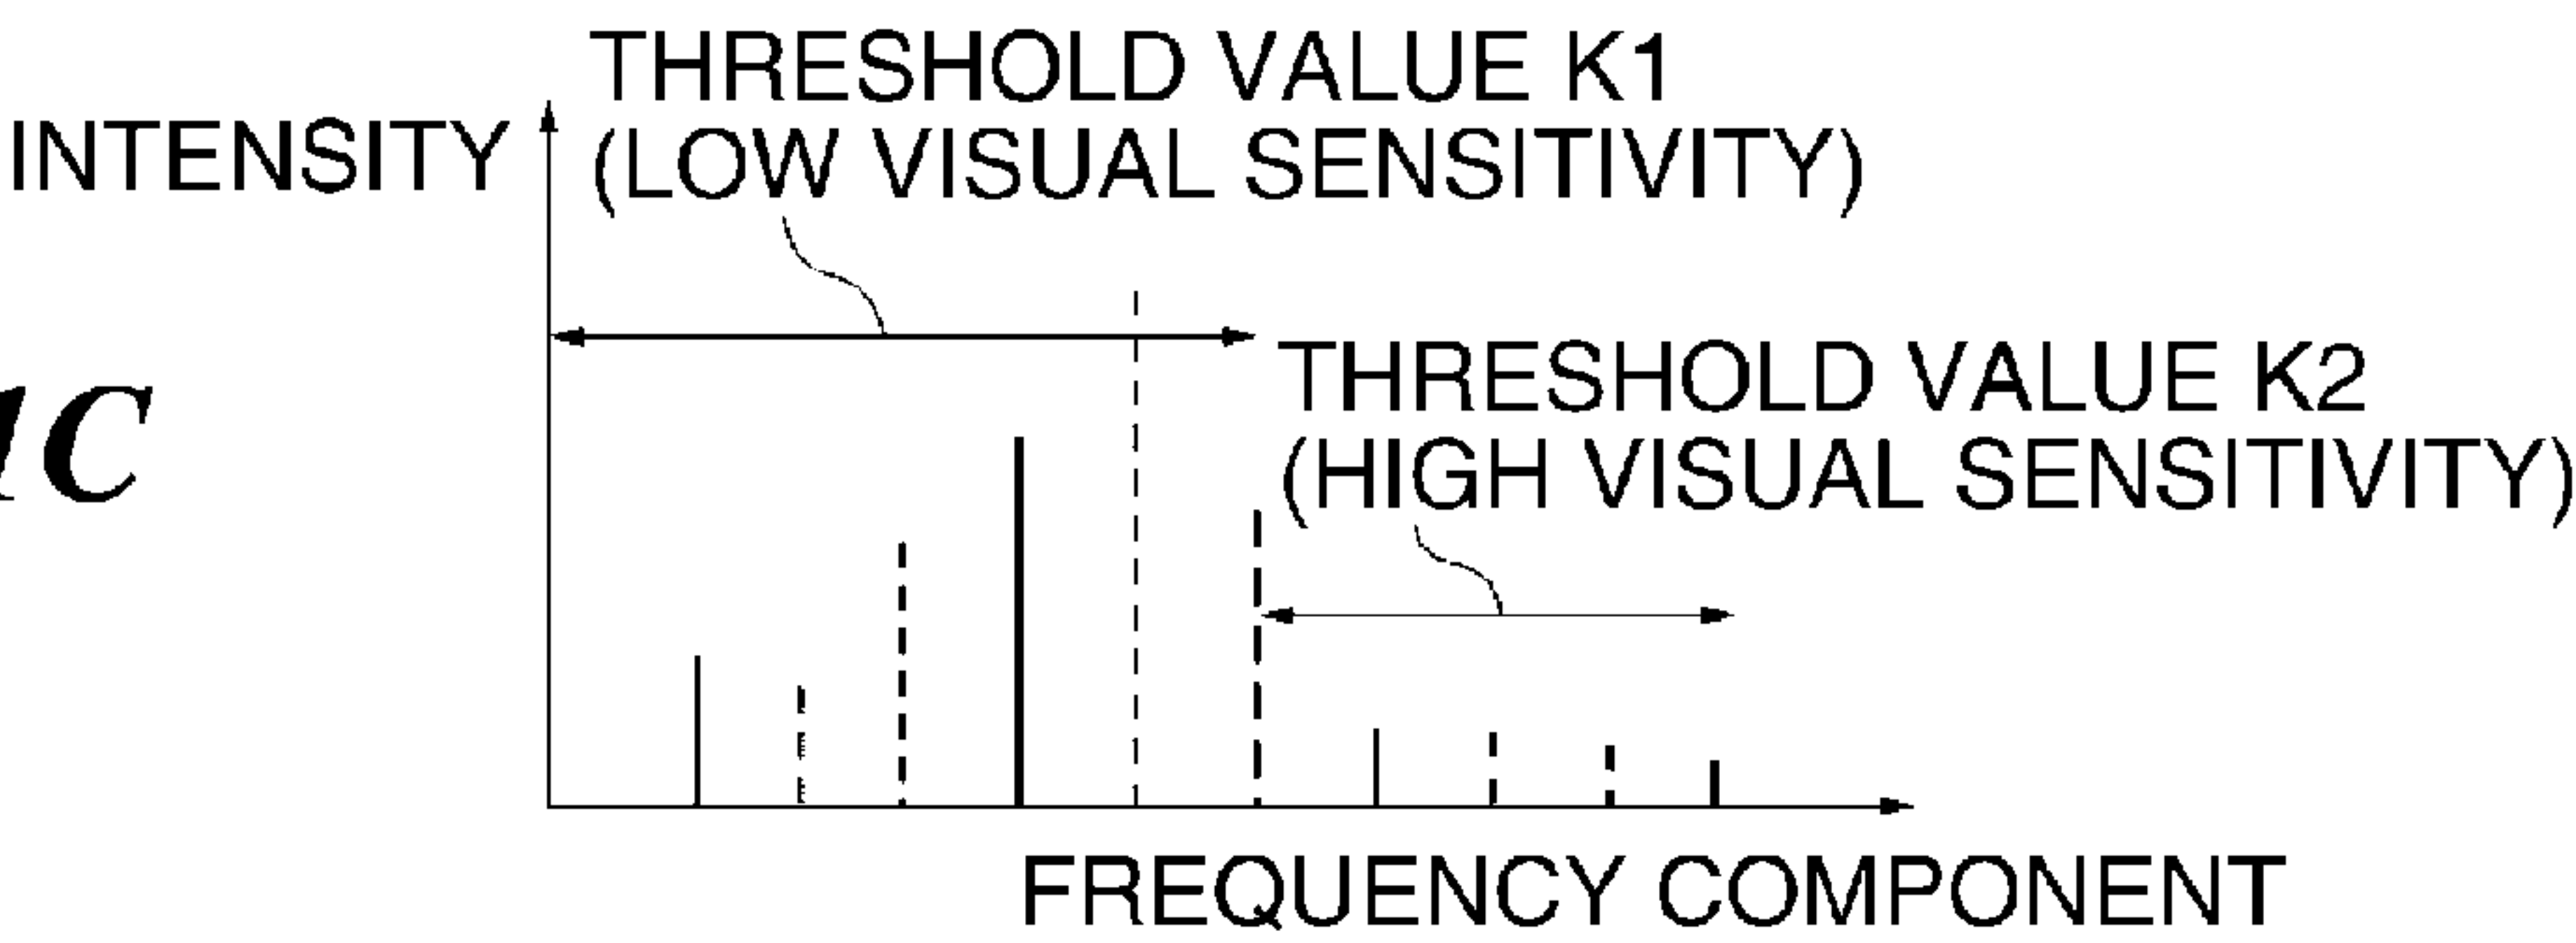 THRESHOLD VALUE K1
INTENSITY
(LOW VISUAL SENSITIVITY)
THRESHOLD VALUE K2
(HIGH VISUAL SENSITIVITY)
FREQUENCY COMPONENT